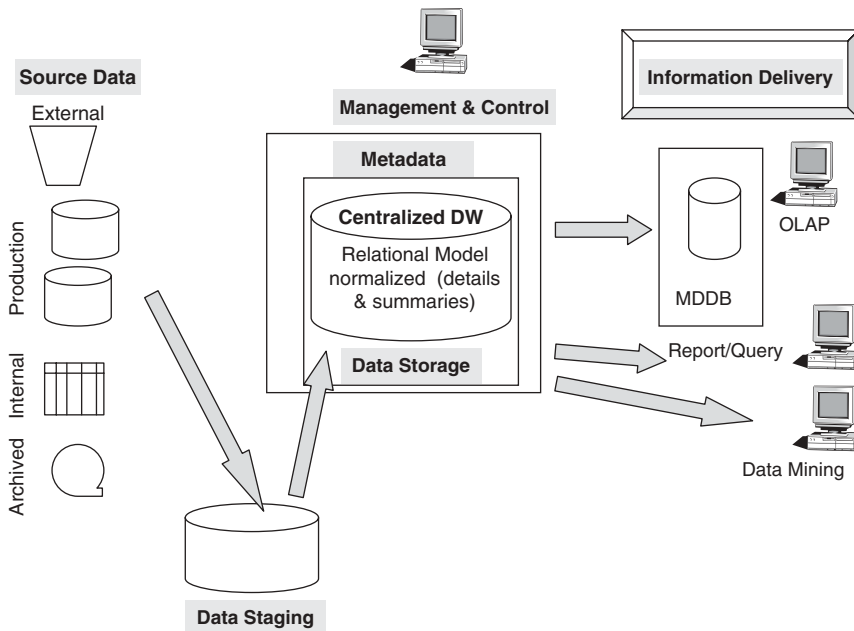 Source Data
External
Production
Internal
Archived
Data Staging
Management & Control
Metadata
Centralized DW
Relational Model
normalized (details
& summaries)
Data Storage
Information Delivery
OLAP
MDDB
Report/Query
Data Mining